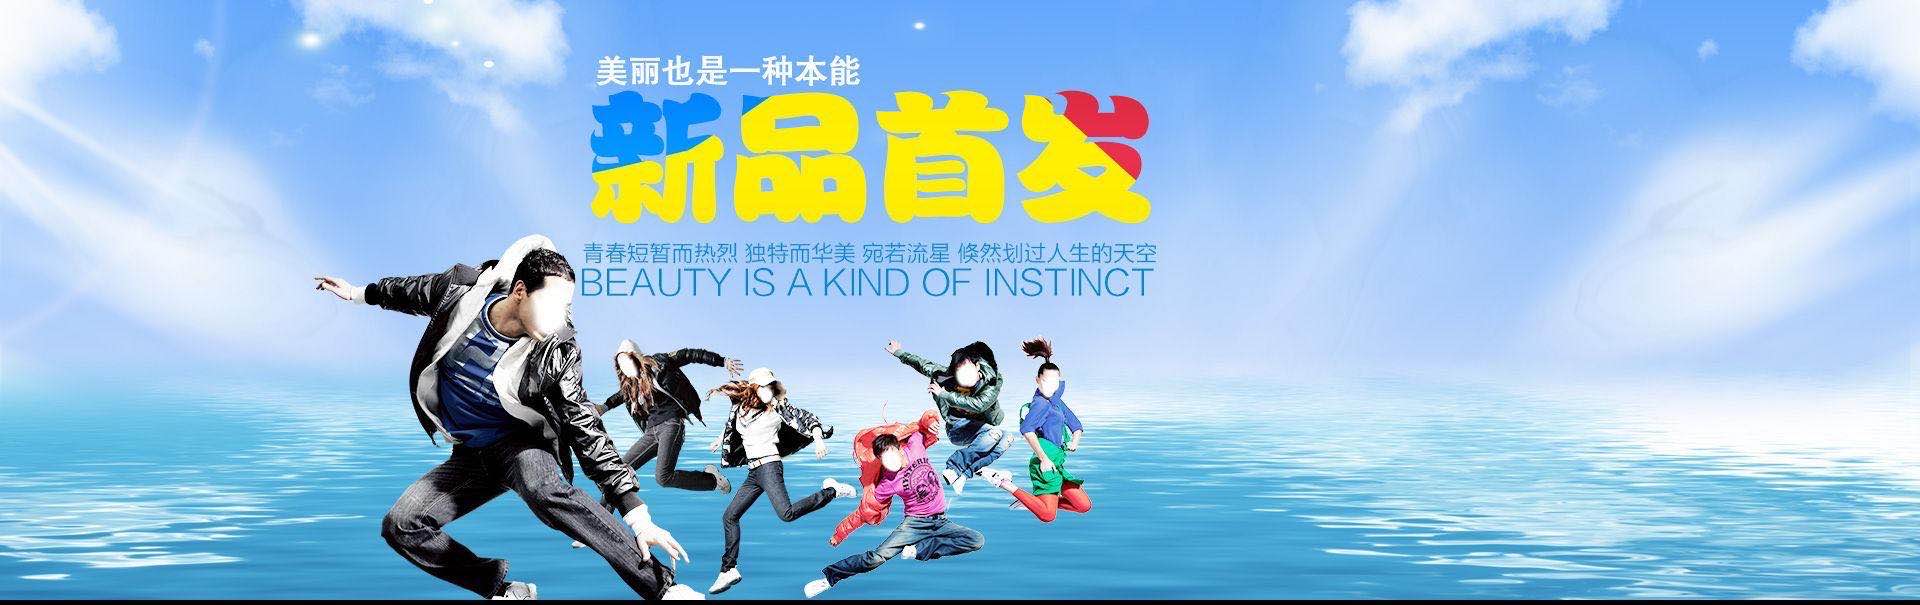 美丽也是一种本能
新品首发
青春短暂而热烈 独特而华美 宛若流星 倏然划过人生的天空
BEAUTY IS A KIND OF INSTINCT
HYSTERIC